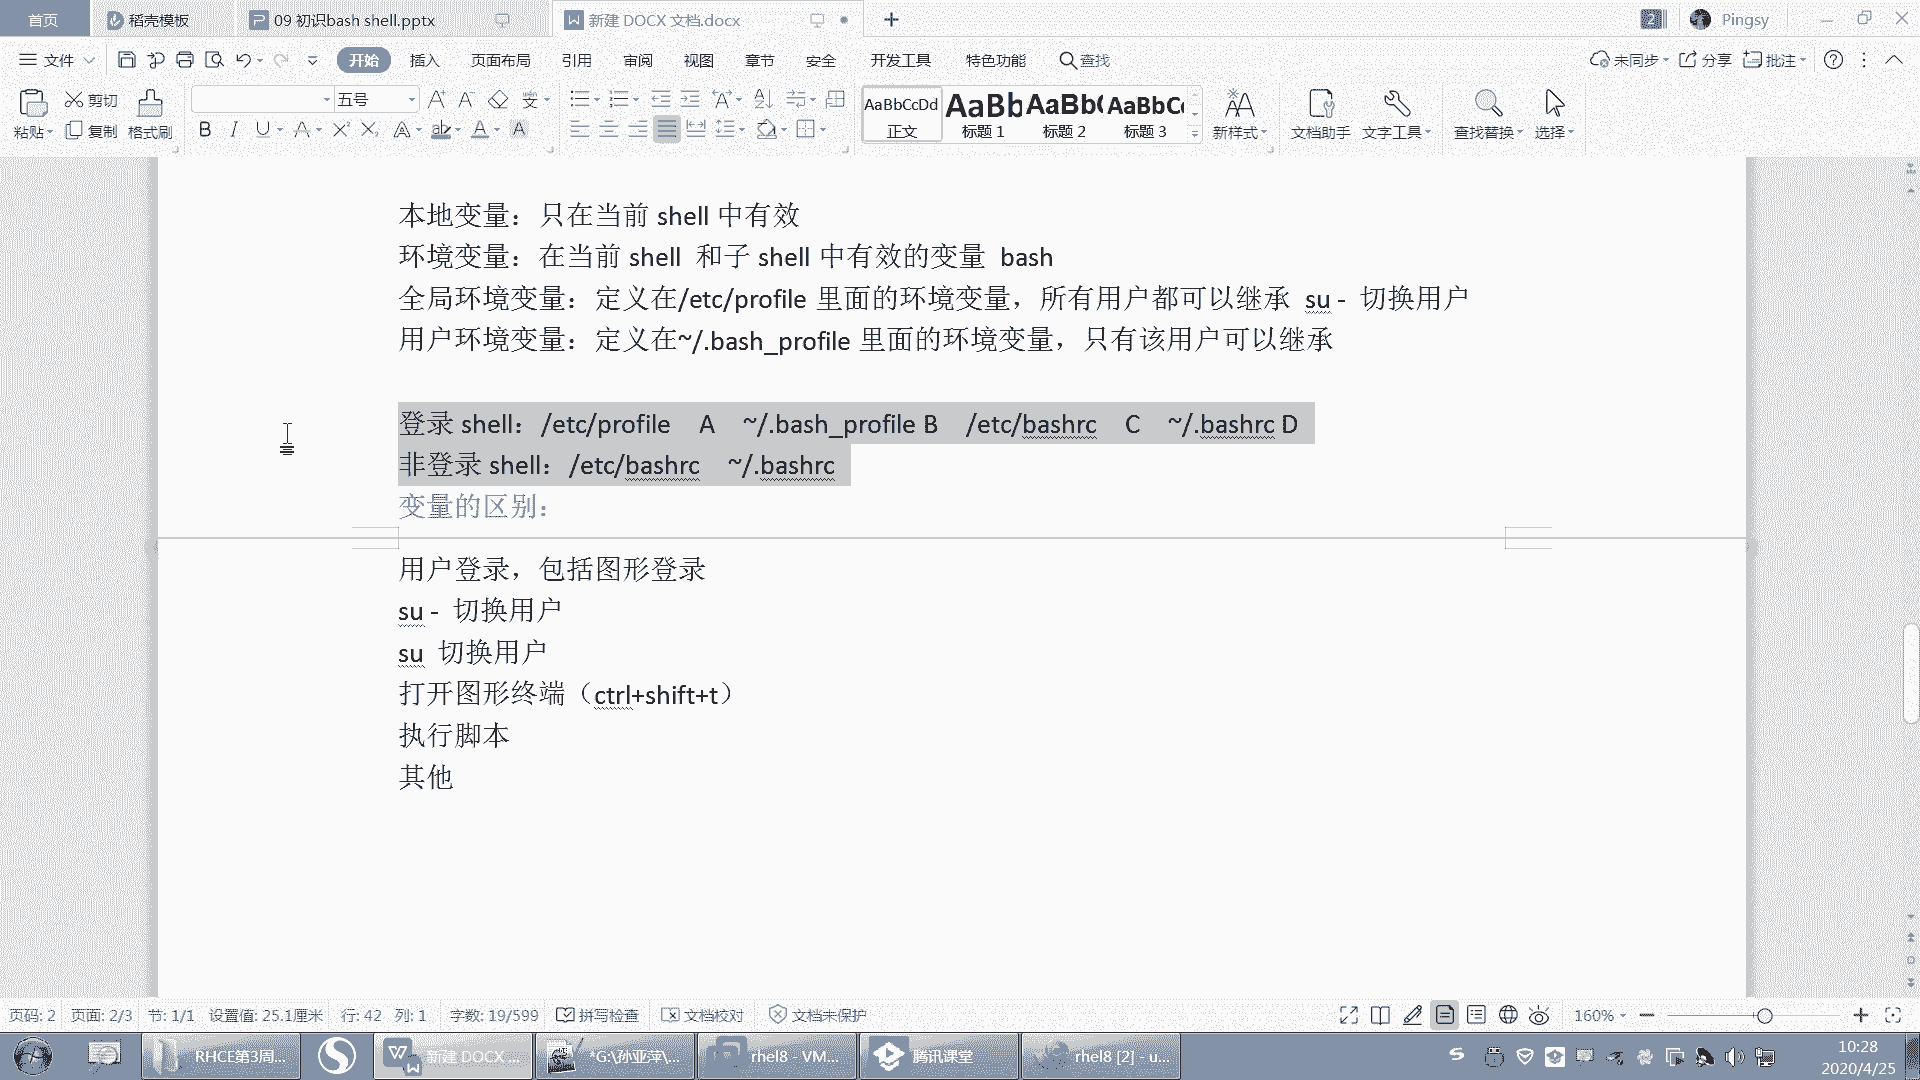 首页 稻壳模板 09 初识bash shell.pptx 新建 DOCX 文档.docx + 2 Pingsy
文件 开始 插入 页面布局 引用 审阅 视图 章节 安全 开发工具 特色功能 查找 未同步 分享 批注
粘贴 剪切 复制 格式刷 五号 AaBbCcDd 正文 AaBb 标题 1 AaBb( 标题 2 AaBbC 标题 3 新样式 文档助手 文字工具 查找替换 选择
本地变量：只在当前 shell 中有效
环境变量：在当前 shell 和子 shell 中有效的变量 bash
全局环境变量：定义在/etc/profile 里面的环境变量，所有用户都可以继承 su - 切换用户
用户环境变量：定义在~/.bash_profile 里面的环境变量，只有该用户可以继承
登录 shell：/etc/profile A ~/.bash_profile B /etc/bashrc C ~/.bashrc D
非登录 shell：/etc/bashrc ~/.bashrc
变量的区别：
用户登录，包括图形登录
su - 切换用户
su 切换用户
打开图形终端（ctrl+shift+t）
执行脚本
其他
页码: 2 页面: 2/3 节: 1/1 设置值: 25.1厘米 行: 42 列: 1 字数: 19/599 拼写检查 文档校对 文档未保护 160%
RHCE第3周... 新建 DOCX ... *G:\孙亚萍\... rhel8 - VM... 腾讯课堂 rhel8 [2] - u... 10:28
2020/4/25